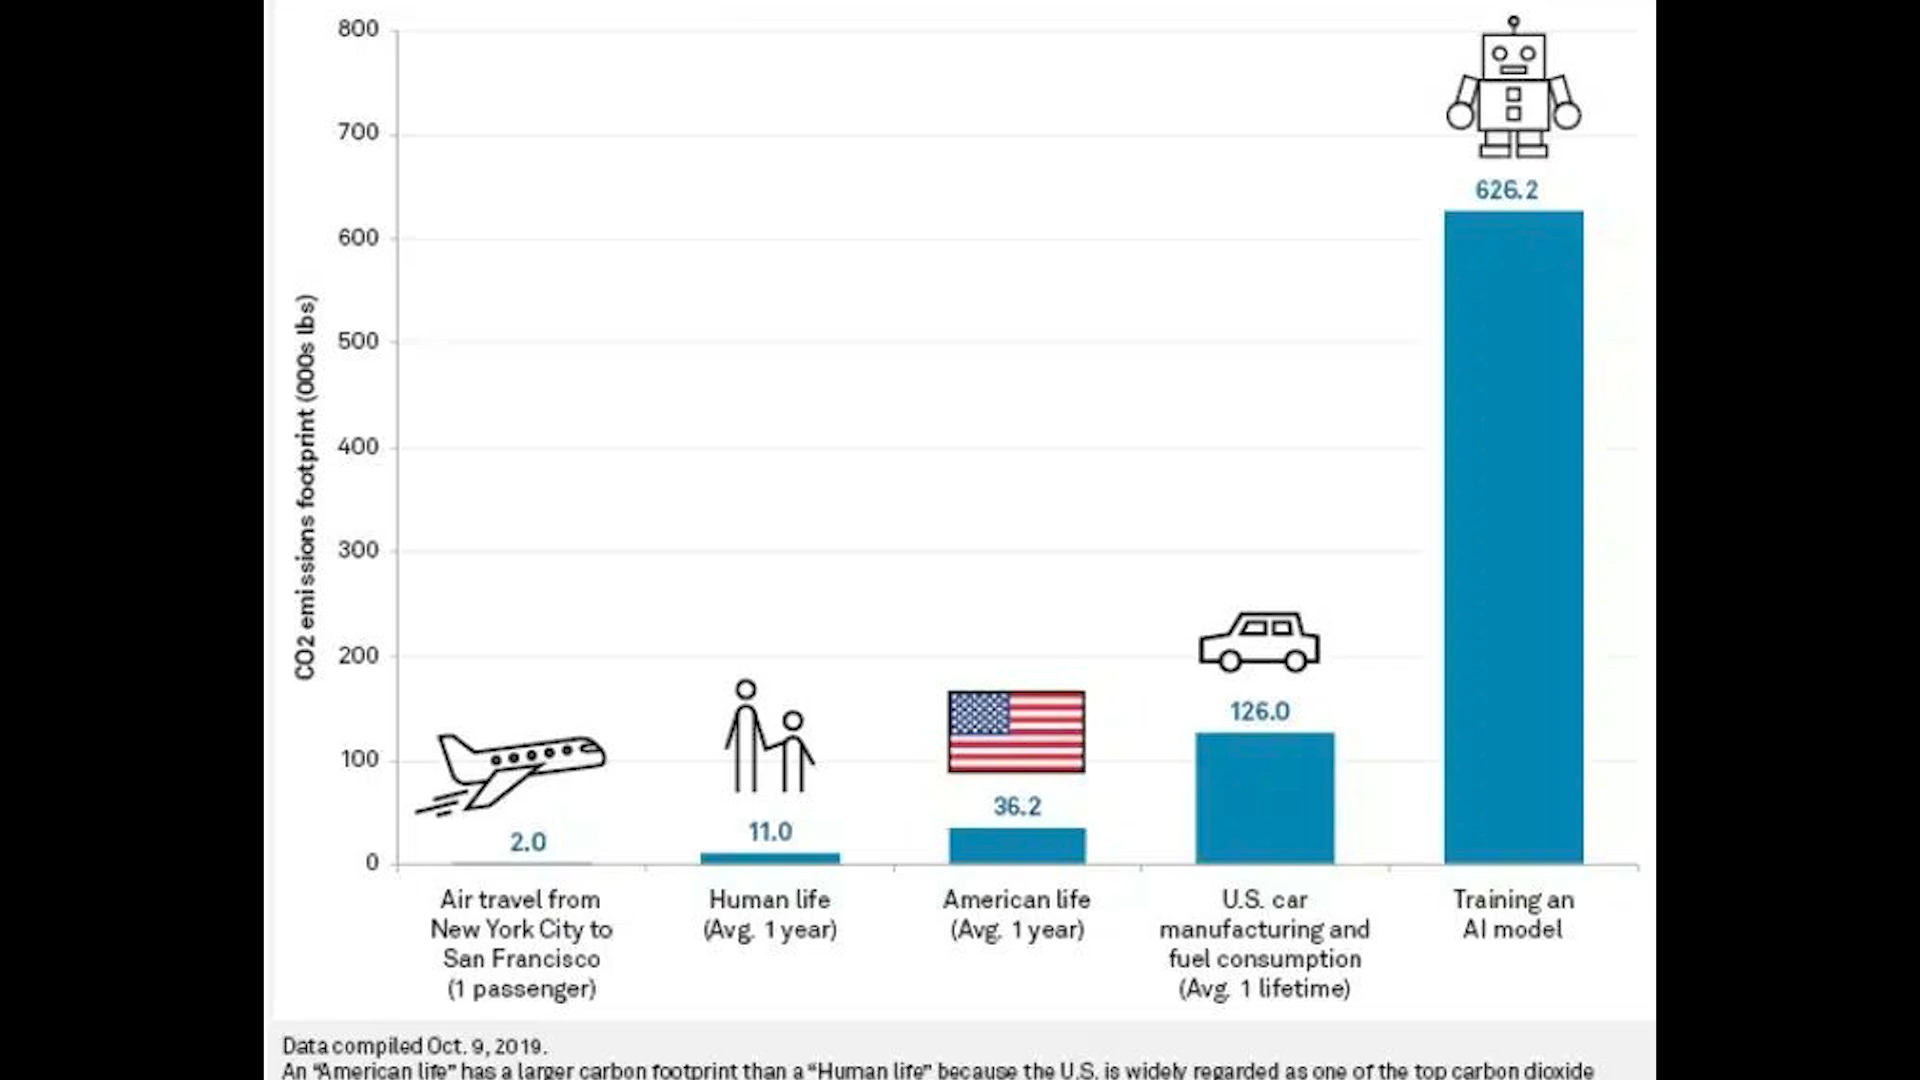 800
700
600
500
400
300
200
100
0
CO2 emissions footprint (000s lbs)
2.0
11.0
36.2
126.0
626.2
Air travel from
New York City to
San Francisco
(1 passenger)
Human life
(Avg. 1 year)
American life
(Avg. 1 year)
U.S. car
manufacturing and
fuel consumption
(Avg. 1 lifetime)
Training an
AI model
Data compiled Oct. 9, 2019.
An "American life" has a larger carbon footprint than a "Human life" because the U.S. is widely regarded as one of the top carbon dioxide